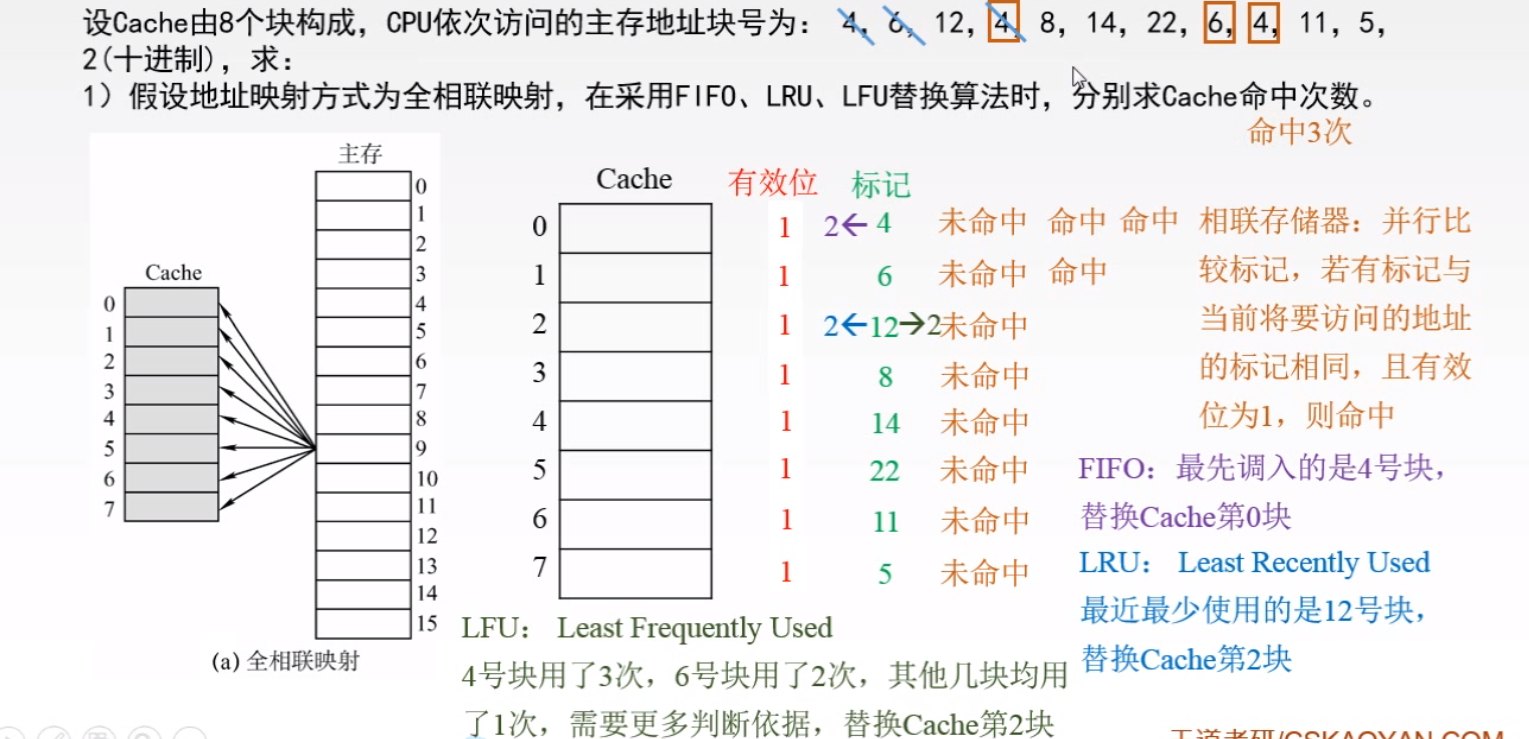 设Cache由8个块构成，CPU依次访问的主存地址块号为： 4，6，12，4，8，14，22，6，4，11，5，
2(十进制)，求：
1）假设地址映射方式为全相联映射，在采用FIFO、LRU、LFU替换算法时，分别求Cache命中次数。
命中3次
主存
0
1
2
3
4
5
6
7
8
9
10
11
12
13
14
15
Cache
0
1
2
3
4
5
6
7
(a) 全相联映射
Cache 有效位 标记
0 1 2← 4 未命中 命中 命中
1 1 6 未命中 命中
2 1 2←12→2未命中
3 1 8 未命中
4 1 14 未命中
5 1 22 未命中
6 1 11 未命中
7 1 5 未命中
相联存储器：并行比
较标记，若有标记与
当前将要访问的地址
的标记相同，且有效
位为1，则命中
FIFO：最先调入的是4号块，
替换Cache第0块
LRU： Least Recently Used
最近最少使用的是12号块，
替换Cache第2块
LFU： Least Frequently Used
4号块用了3次，6号块用了2次，其他几块均用
了1次，需要更多判断依据，替换Cache第2块
王道考研/CSKAOYAN.COM